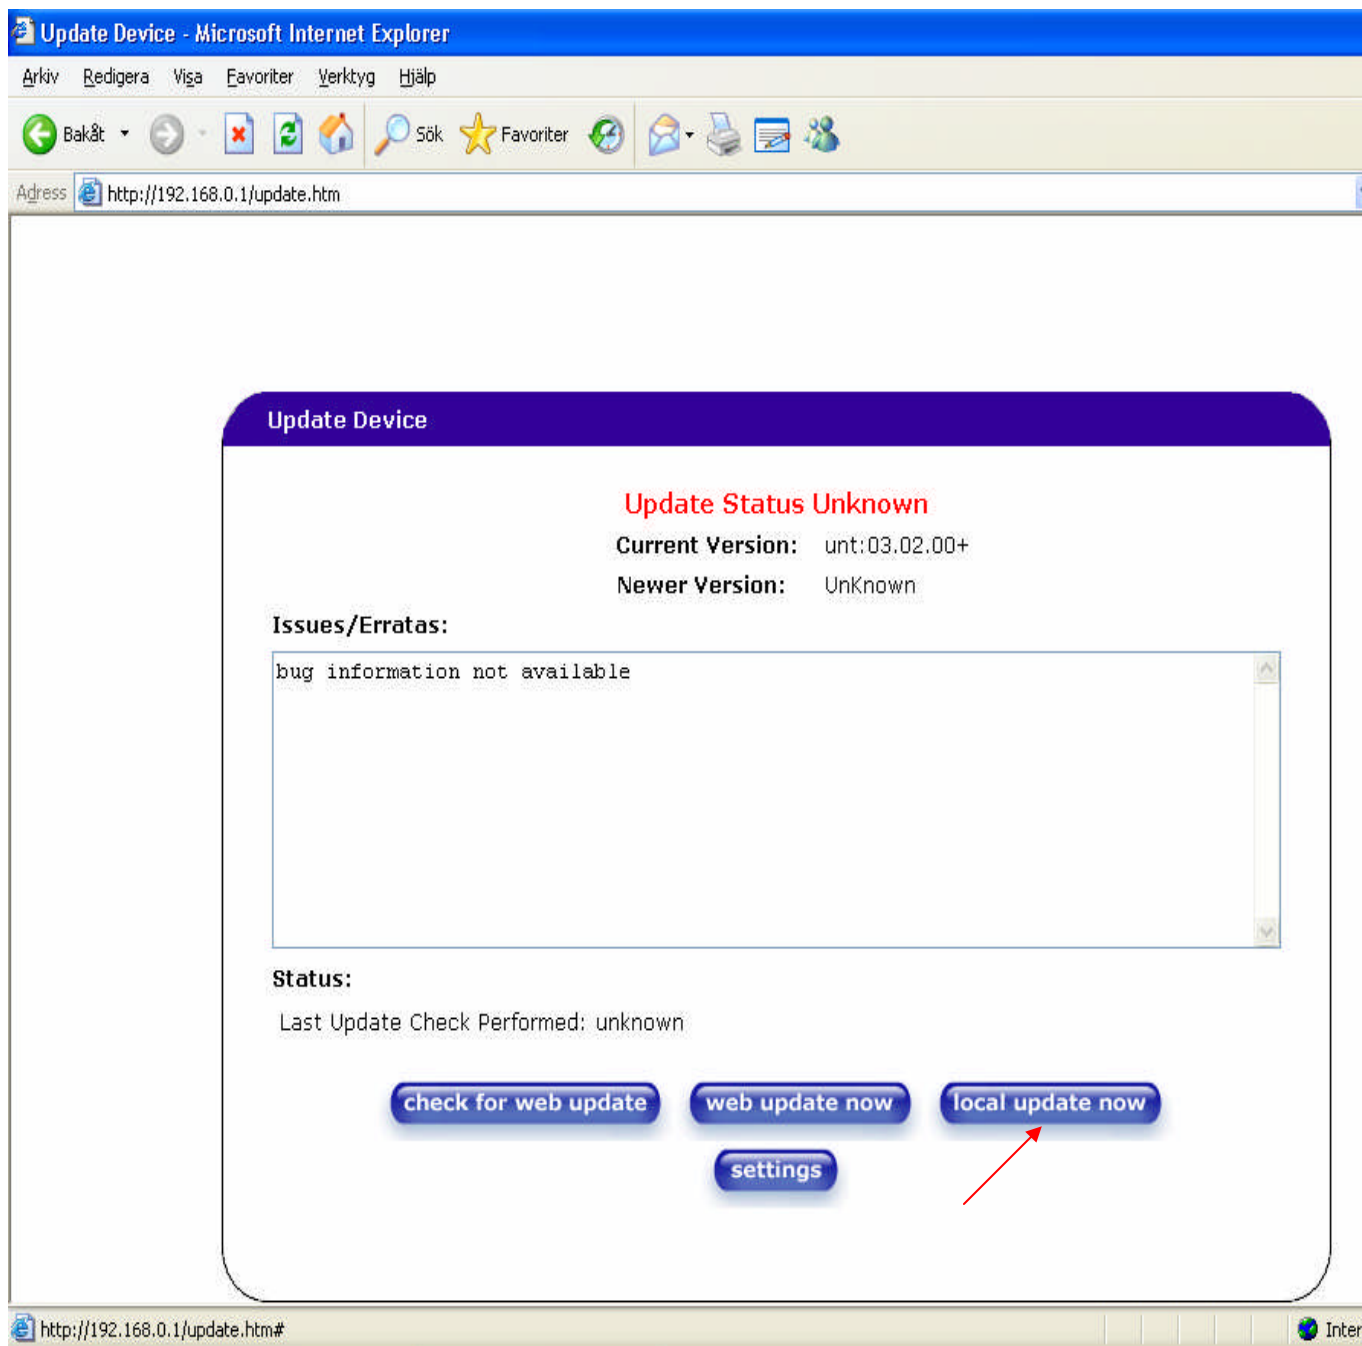 Update Device - Microsoft Internet Explorer
Arkiv Redigera Visa Favoriter Verktyg Hjälp
Bakåt Sök Favoriter
Adress http://192.168.0.1/update.htm
Update Device
Update Status Unknown
Current Version: unt:03.02.00+
Newer Version: UnKnown
Issues/Erratas:
bug information not available
Status:
Last Update Check Performed: unknown
check for web update web update now local update now
settings
http://192.168.0.1/update.htm# Inter